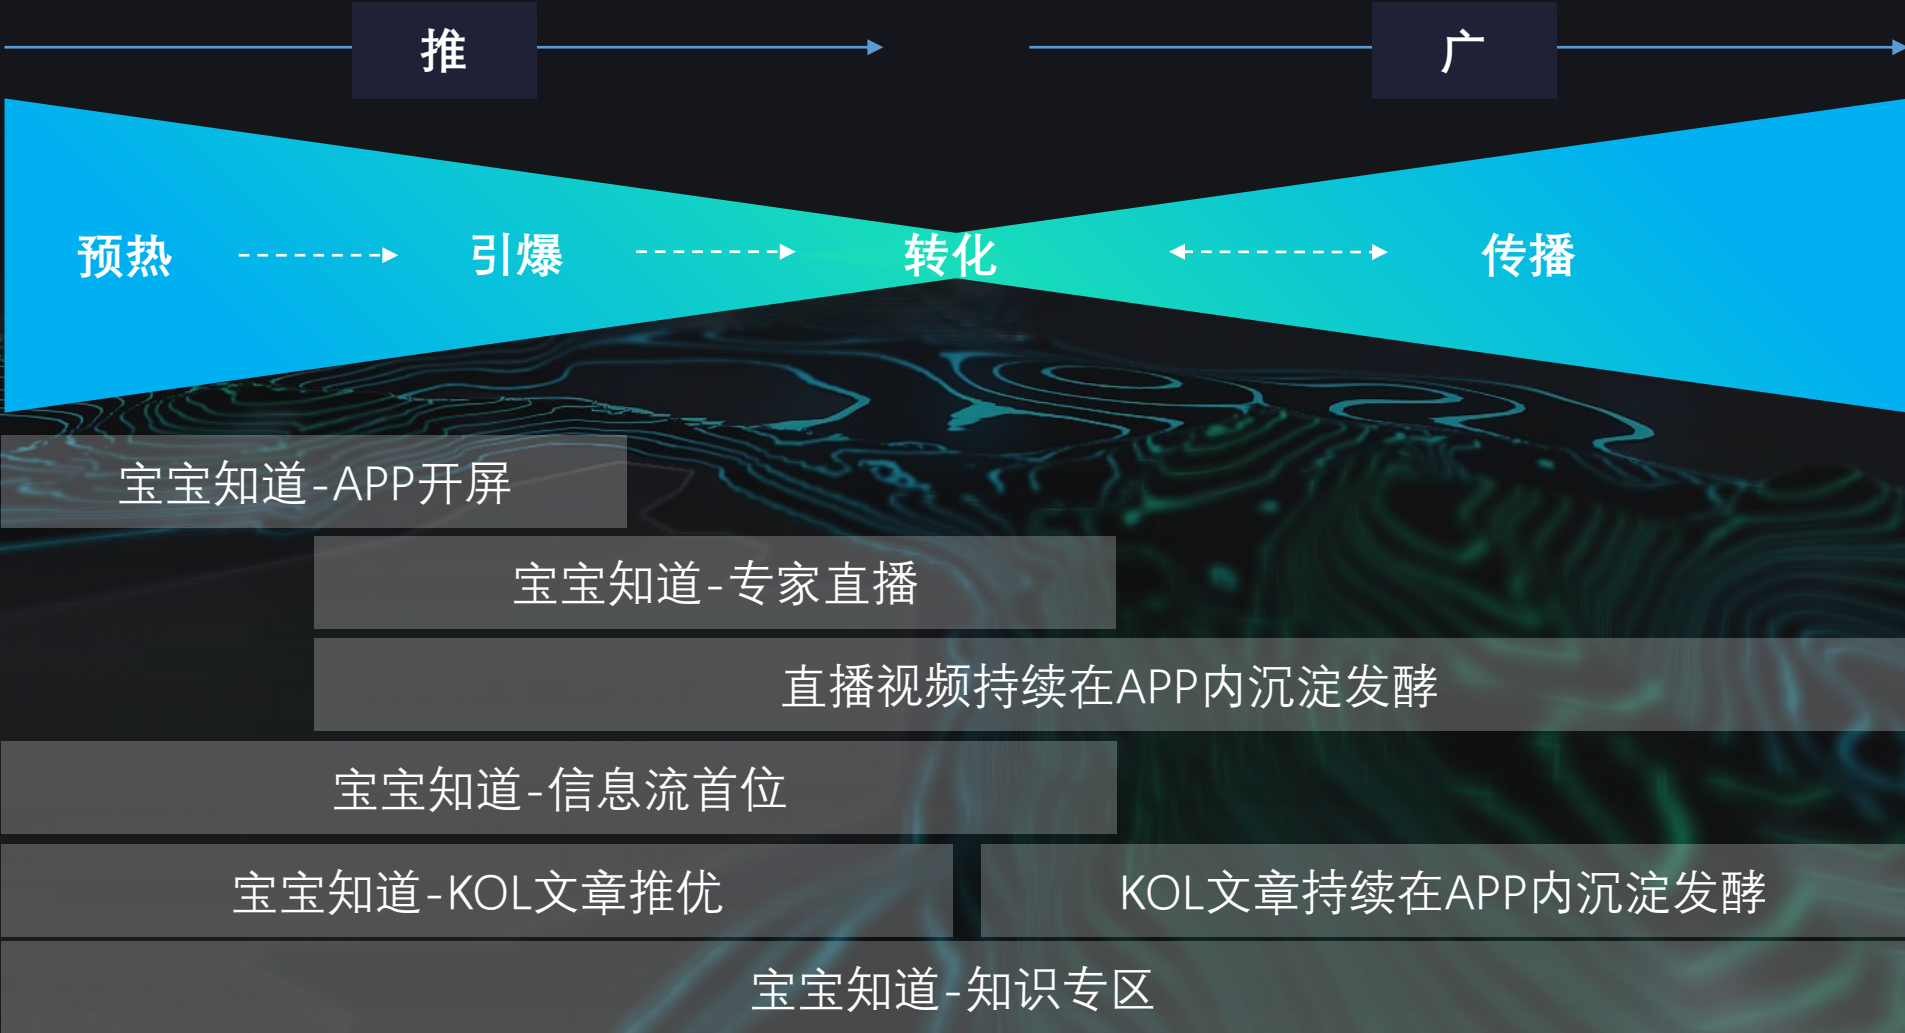 推
广
预热
引爆
转化
传播
宝宝知道-APP开屏
宝宝知道-专家直播
直播视频持续在APP内沉淀发酵
宝宝知道-信息流首位
宝宝知道-KOL文章推优
KOL文章持续在APP内沉淀发酵
宝宝知道-知识专区